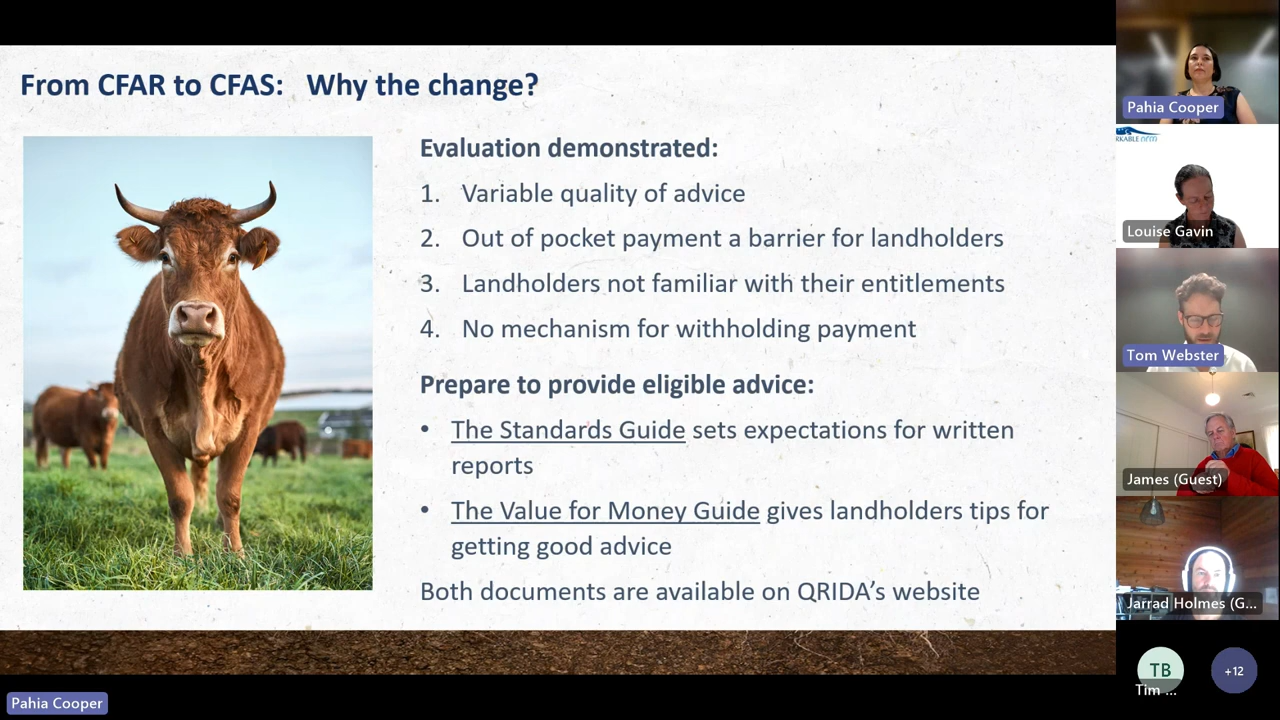 From CFAR to CFAS: Why the change?
Evaluation demonstrated:
1. Variable quality of advice
2. Out of pocket payment a barrier for landholders
3. Landholders not familiar with their entitlements
4. No mechanism for withholding payment
Prepare to provide eligible advice:
• The Standards Guide sets expectations for written
reports
• The Value for Money Guide gives landholders tips for
getting good advice
Both documents are available on QRIDA’s website
Pahia Cooper
Pahia Cooper
RKABLE
Louise Gavin
Tom Webster
James (Guest)
Jarrad Holmes (G...
TB
Tim ...
+12